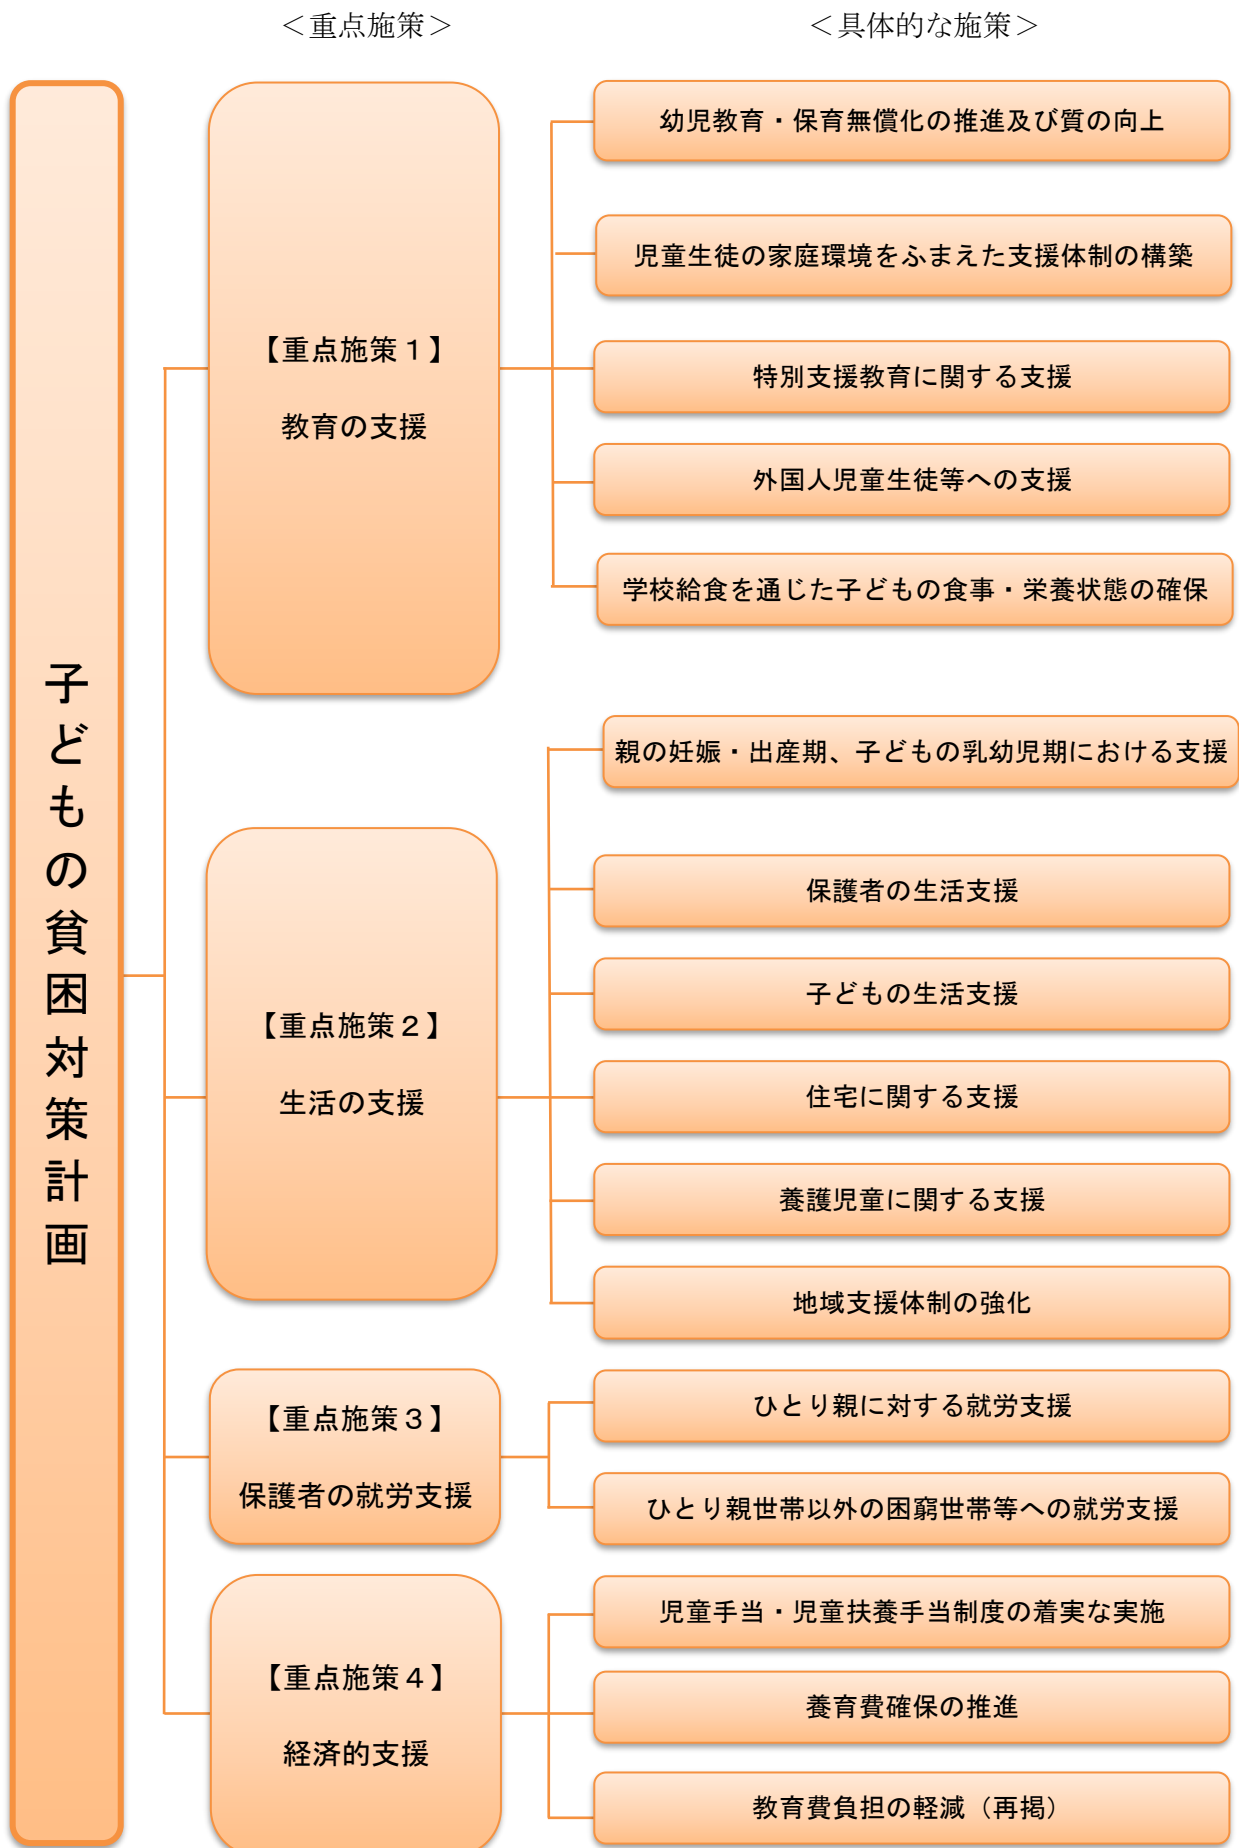 ＜重点施策＞
＜具体的な施策＞
子どもの貧困対策計画
【重点施策１】
教育の支援
幼児教育・保育無償化の推進及び質の向上
児童生徒の家庭環境をふまえた支援体制の構築
特別支援教育に関する支援
外国人児童生徒等への支援
学校給食を通じた子どもの食事・栄養状態の確保
【重点施策２】
生活の支援
親の妊娠・出産期、子どもの乳幼児期における支援
保護者の生活支援
子どもの生活支援
住宅に関する支援
養護児童に関する支援
地域支援体制の強化
【重点施策３】
保護者の就労支援
ひとり親に対する就労支援
ひとり親世帯以外の困窮世帯等への就労支援
【重点施策４】
経済的支援
児童手当・児童扶養手当制度の着実な実施
養育費確保の推進
教育費負担の軽減（再掲）